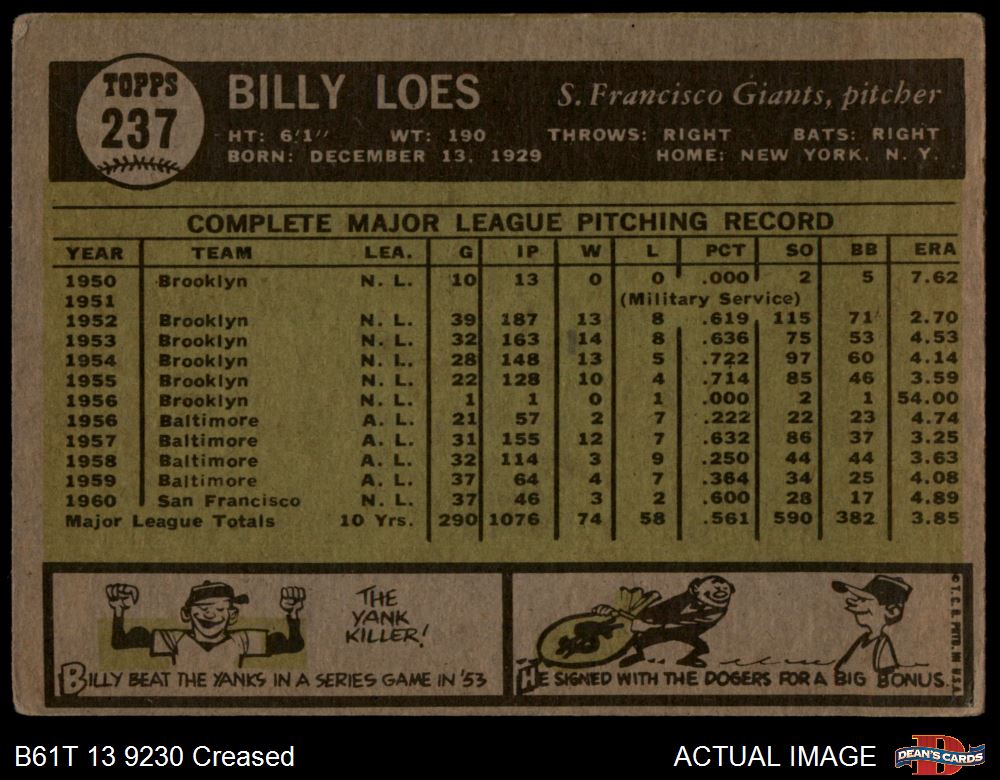 TOPPS
237
BILLY LOES
S. Francisco Giants, pitcher
HT: 6'1" WT: 190 THROWS: RIGHT BATS: RIGHT
BORN: DECEMBER 13, 1929 HOME: NEW YORK, N. Y.
COMPLETE MAJOR LEAGUE PITCHING RECORD
YEAR TEAM LEA. G IP W L PCT SO BB ERA
1950 Brooklyn N. L. 10 13 0 0 .000 2 5 7.62
1951 (Military Service)
1952 Brooklyn N. L. 39 187 13 8 .619 115 71 2.70
1953 Brooklyn N. L. 32 163 14 8 .636 75 53 4.53
1954 Brooklyn N. L. 28 148 13 5 .722 97 60 4.14
1955 Brooklyn N. L. 22 128 10 4 .714 85 46 3.59
1956 Brooklyn N. L. 1 1 0 1 .000 2 1 54.00
1956 Baltimore A. L. 21 57 2 7 .222 22 23 4.74
1957 Baltimore A. L. 31 155 12 7 .632 86 37 3.25
1958 Baltimore A. L. 32 114 3 9 .250 44 44 3.63
1959 Baltimore A. L. 37 64 4 7 .364 34 25 4.08
1960 San Francisco N. L. 37 46 3 2 .600 28 17 4.89
Major League Totals 10 Yrs. 290 1076 74 58 .561 590 382 3.85
THE
YANK
KILLER!
BILLY BEAT THE YANKS IN A SERIES GAME IN '53
HE SIGNED WITH THE DOGERS FOR A BIG BONUS.
© T. C. G. PRTD. IN U.S.A.
B61T 13 9230 Creased
ACTUAL IMAGE
DEAN'S CARDS